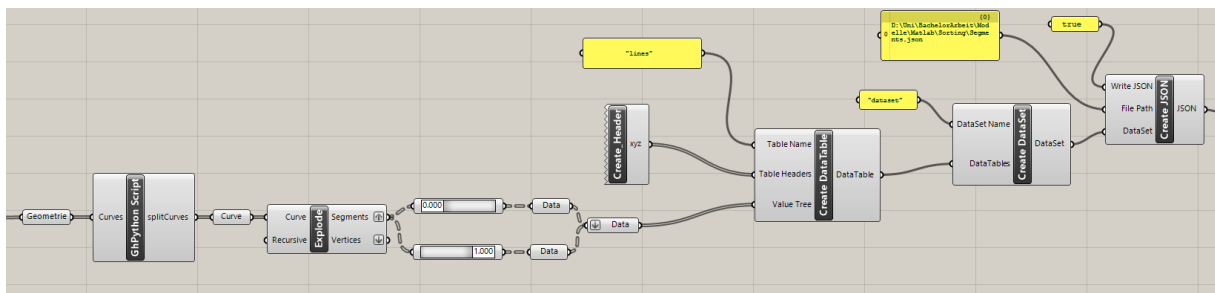 {0}
0
D:\Uni\BachelorArbeit\Mod
elle\Matlab\Sorting\Segme
nts.json
true
"lines"
Write JSON
File Path
DataSet
Create JSON
JSON
"dataset"
DataSet Name
DataTables
Create DataSet
DataSet
Create_Header
xyz
Table Name
Table Headers
Value Tree
Create DataTable
DataTable
Geometrie
Curves
GhPython Script
splitCurves
Curve
Curve
Recursive
Explode
Segments
Vertices
0.000
Data
1.000
Data
Data